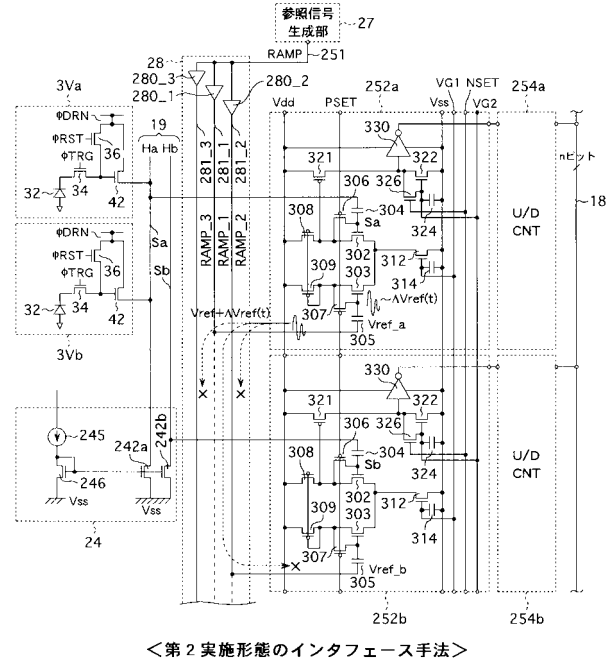 参照信号
生成部
27
RAMP
251
28
280_3
280_1
280_2
3Va
19
φDRN
φRST
φTRG
36
34
32
42
Ha Hb
252a
VG1 NSET
254a
Vdd
PSET
Vss
VG2
330
321
322
326
306
304
324
308
Sa
302
303
312
314
309
307
ΛVref(t)
Vref_a
305
U/D
CNT
nビット
18
281_3
281_1
281_2
RAMP_3
RAMP_1
RAMP_2
Vref+ΛVref(t)
φDRN
φRST
φTRG
36
34
32
42
3Vb
Sa
Sb
×
×
×
330
321
322
326
306
304
324
308
Sb
302
303
312
314
309
307
305
Vref_b
U/D
CNT
245
246
242a
242b
Vss
Vss
24
252b
254b
<第2実施形態のインタフェース手法>